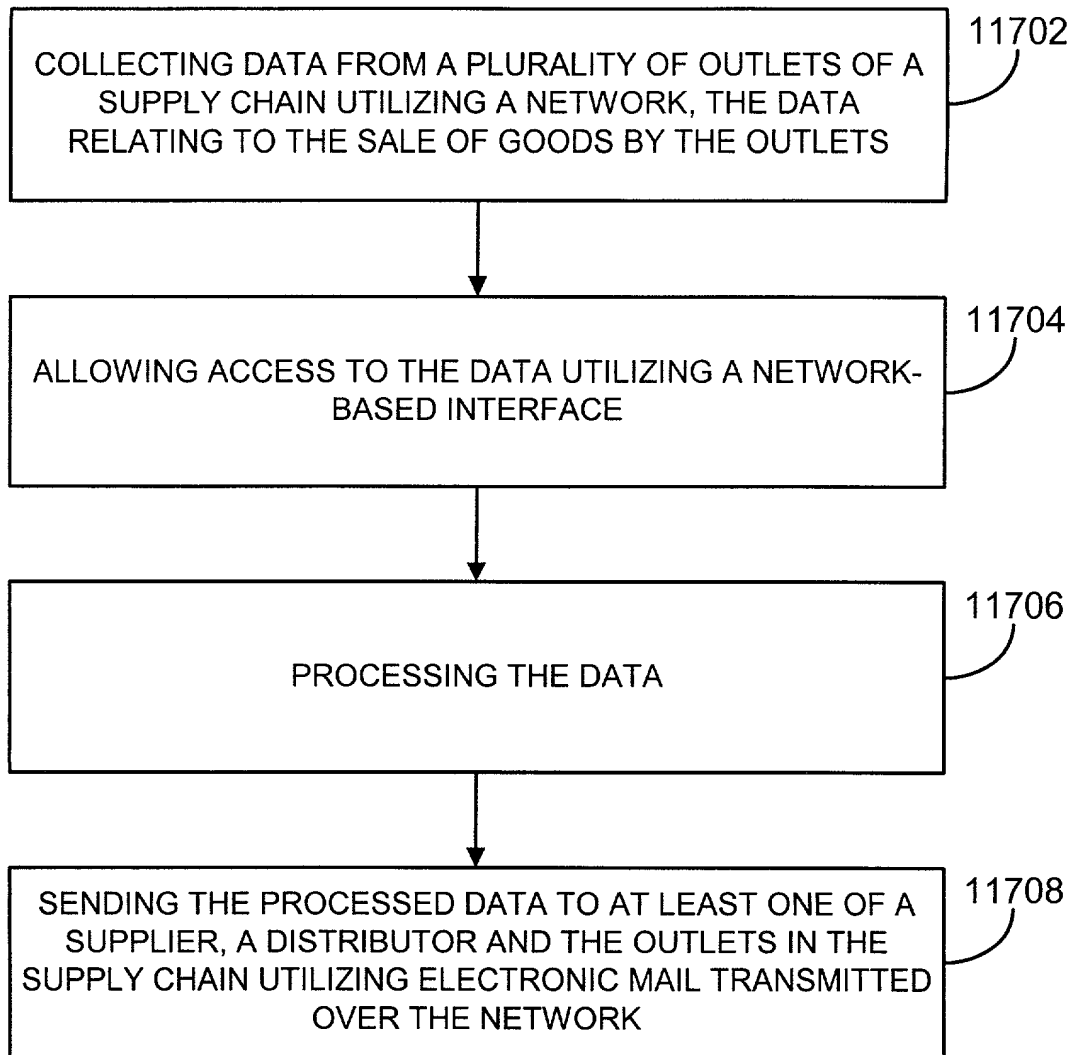 11702
COLLECTING DATA FROM A PLURALITY OF OUTLETS OF A
SUPPLY CHAIN UTILIZING A NETWORK, THE DATA
RELATING TO THE SALE OF GOODS BY THE OUTLETS
11704
ALLOWING ACCESS TO THE DATA UTILIZING A NETWORK-
BASED INTERFACE
11706
PROCESSING THE DATA
11708
SENDING THE PROCESSED DATA TO AT LEAST ONE OF A
SUPPLIER, A DISTRIBUTOR AND THE OUTLETS IN THE
SUPPLY CHAIN UTILIZING ELECTRONIC MAIL TRANSMITTED
OVER THE NETWORK